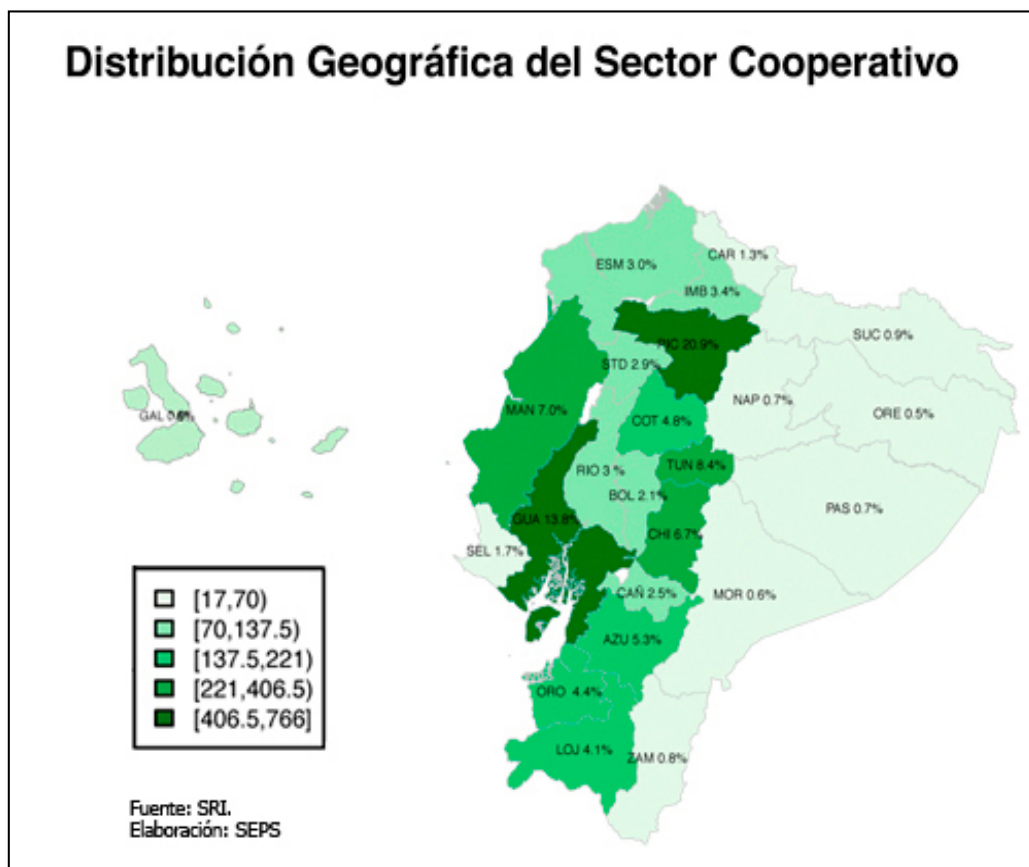 Distribución Geográfica del Sector Cooperativo
CAR 1.3%
ESM 3.0%
IMB 3.4%
SUC 0.9%
PIC 20.9%
STD 2.9%
NAP 0.7%
ORE 0.5%
MAN 7.0%
GAL
COT 4.8%
TUN 8.4%
RIO 3 %
BOL 2.1%
PAS 0.7%
GUA 13.8%
CHI 6.7%
SEL 1.7%
CAÑ 2.5%
MOR 0.6%
AZU 5.3%
ORO 4.4%
LOJ 4.1%
ZAM 0.8%
[17,70)
[70,137.5)
[137.5,221)
[221,406.5)
[406.5,766]
Fuente: SRI.
Elaboración: SEPS